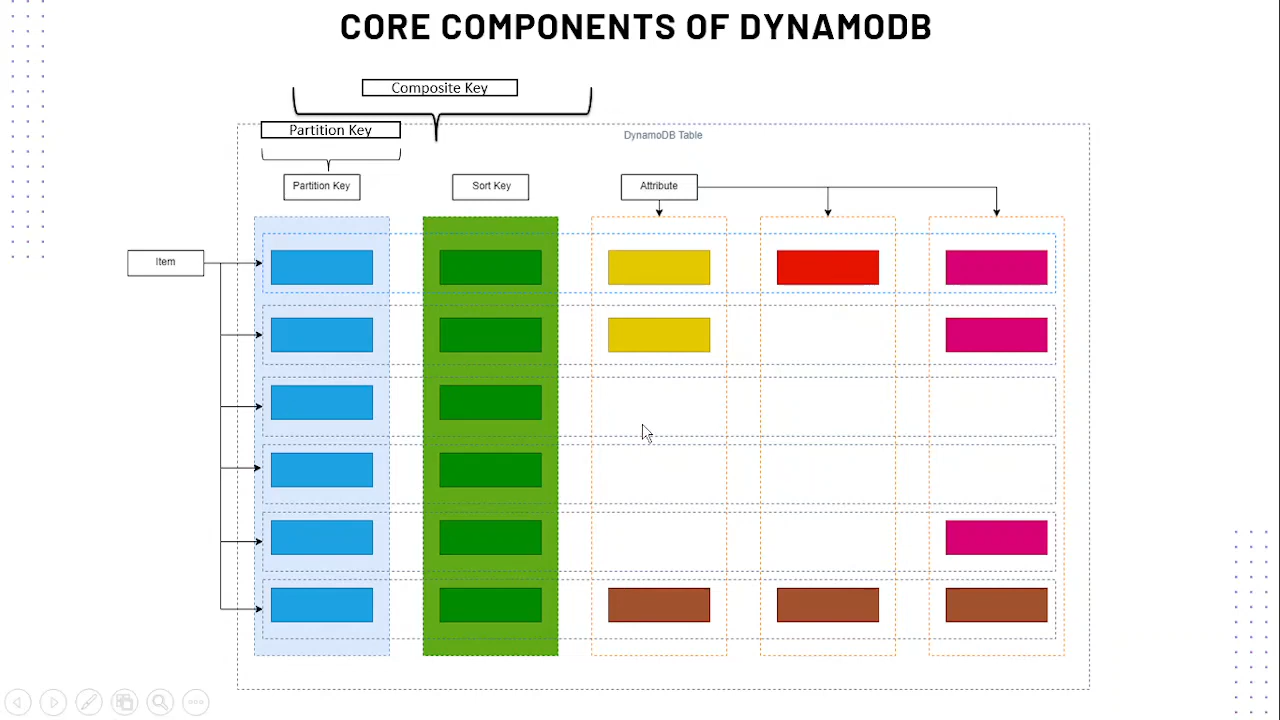 CORE COMPONENTS OF DYNAMODB
Composite Key
Partition Key
DynamoDB Table
Partition Key
Sort Key
Attribute
Item